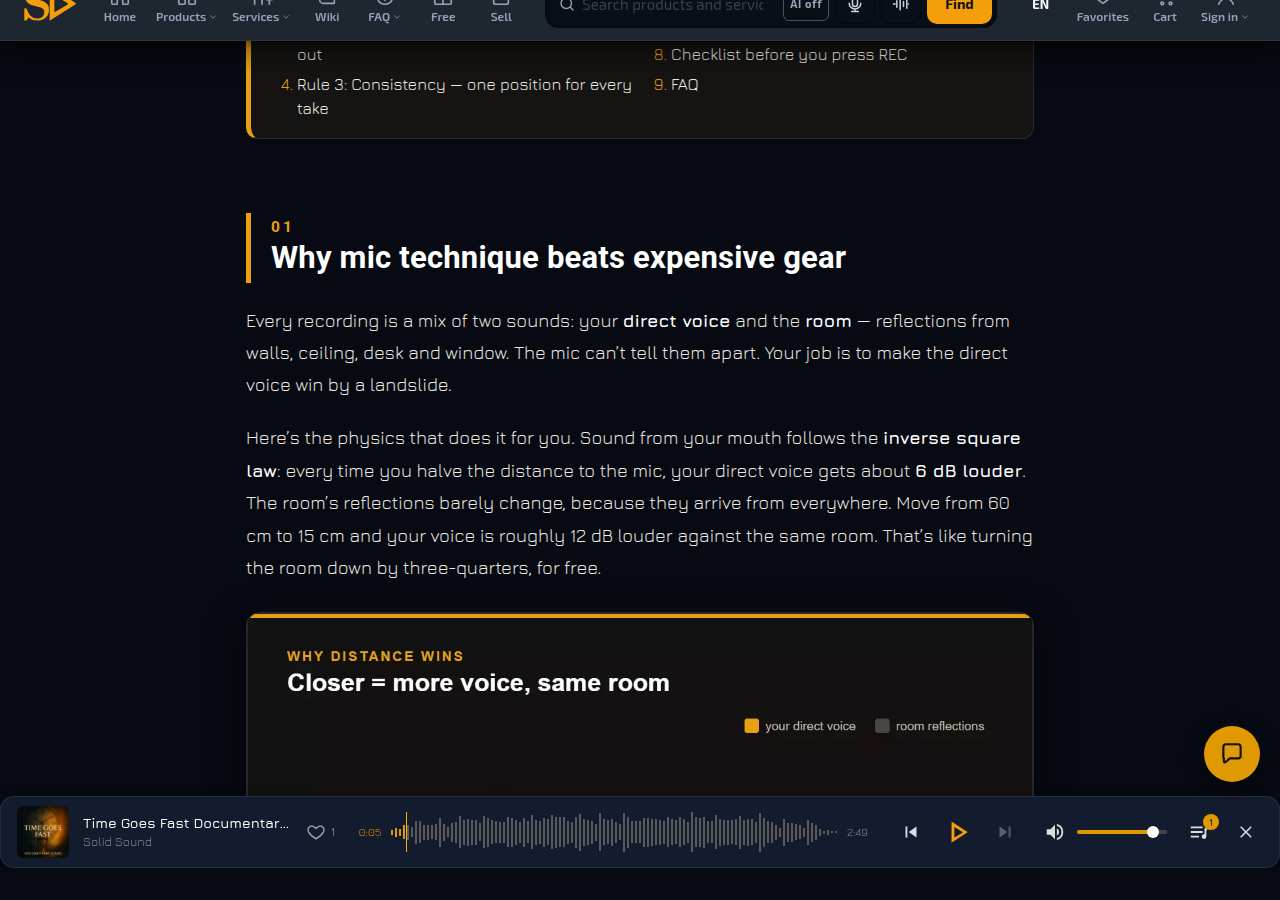 Home
Products
Services
Wiki
FAQ
Free
Sell
Search products and servic
AI off
Find
EN
Favorites
Cart
Sign in
out
4. Rule 3: Consistency — one position for every
take
8. Checklist before you press REC
9. FAQ
01
Why mic technique beats expensive gear
Every recording is a mix of two sounds: your direct voice and the room — reflections from
walls, ceiling, desk and window. The mic can't tell them apart. Your job is to make the direct
voice win by a landslide.
Here's the physics that does it for you. Sound from your mouth follows the inverse square
law: every time you halve the distance to the mic, your direct voice gets about 6 dB louder.
The room's reflections barely change, because they arrive from everywhere. Move from 60
cm to 15 cm and your voice is roughly 12 dB louder against the same room. That's like turning
the room down by three-quarters, for free.
WHY DISTANCE WINS
Closer = more voice, same room
your direct voice
room reflections
TIME GOES
FAST
Time Goes Fast Documentar...
Solid Sound
1
0:05
2:49
1